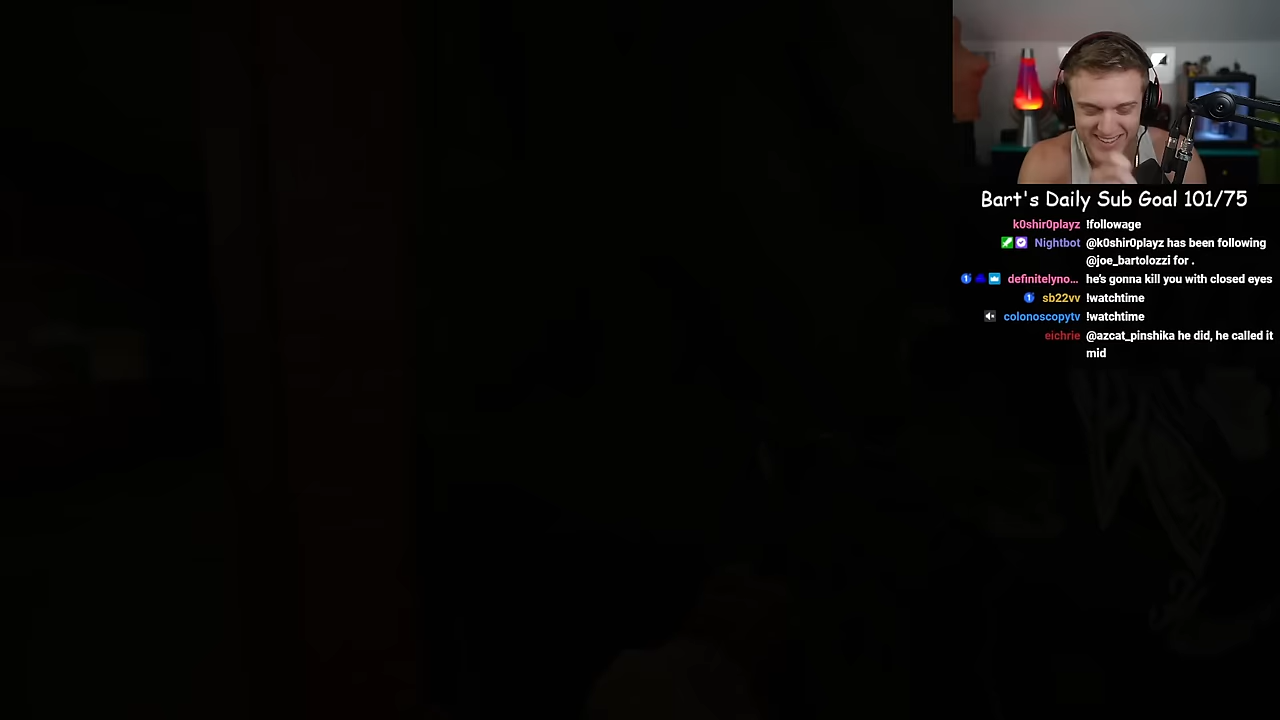 Bart's Daily Sub Goal 101/75
k0shir0playz !followage
Nightbot @k0shir0playz has been following
@joe_bartolozzi for .
definitelyno... he's gonna kill you with closed eyes
sb22vv !watchtime
colonoscopytv !watchtime
eichrie @azcat_pinshika he did, he called it
mid